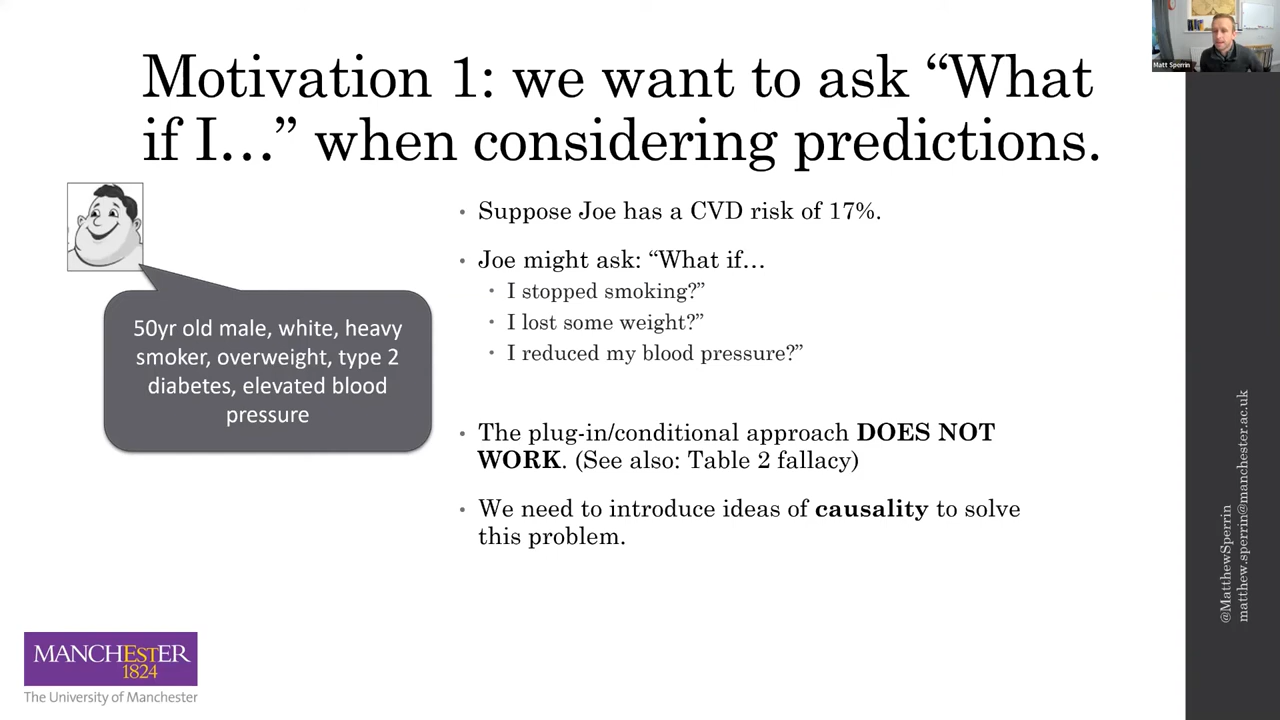 Motivation 1: we want to ask “What
if I…” when considering predictions.
Matt Sperrin
50yr old male, white, heavy
smoker, overweight, type 2
diabetes, elevated blood
pressure
• Suppose Joe has a CVD risk of 17%.
• Joe might ask: “What if…
• I stopped smoking?”
• I lost some weight?”
• I reduced my blood pressure?”
• The plug-in/conditional approach DOES NOT
WORK. (See also: Table 2 fallacy)
• We need to introduce ideas of causality to solve
this problem.
@MatthewSperrin
matthew.sperrin@manchester.ac.uk
MANCHESTER
1824
The University of Manchester